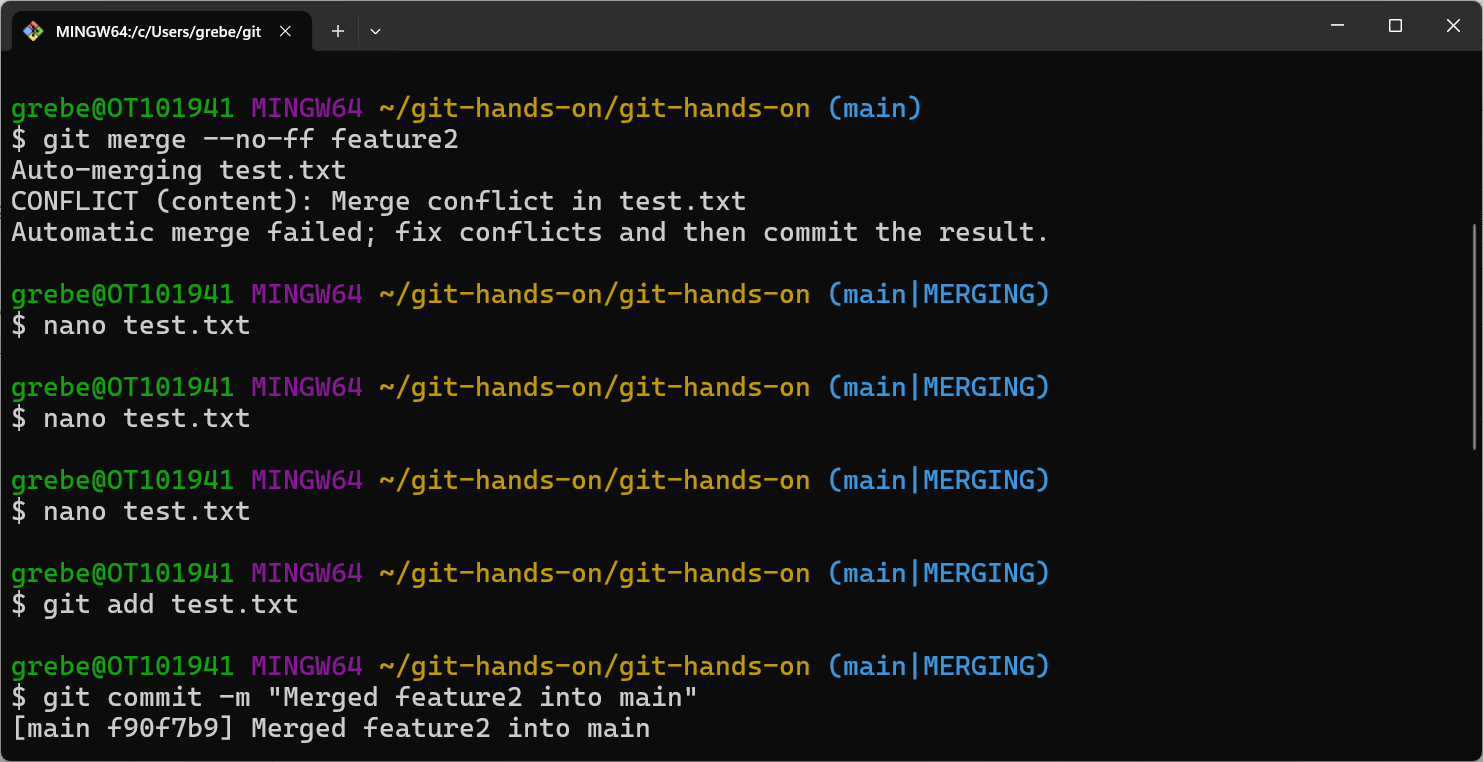 MINGW64:/c/Users/grebe/git
grebe@OT101941 MINGW64 ~/git-hands-on/git-hands-on (main)
$ git merge --no-ff feature2
Auto-merging test.txt
CONFLICT (content): Merge conflict in test.txt
Automatic merge failed; fix conflicts and then commit the result.
grebe@OT101941 MINGW64 ~/git-hands-on/git-hands-on (main|MERGING)
$ nano test.txt
grebe@OT101941 MINGW64 ~/git-hands-on/git-hands-on (main|MERGING)
$ nano test.txt
grebe@OT101941 MINGW64 ~/git-hands-on/git-hands-on (main|MERGING)
$ nano test.txt
grebe@OT101941 MINGW64 ~/git-hands-on/git-hands-on (main|MERGING)
$ git add test.txt
grebe@OT101941 MINGW64 ~/git-hands-on/git-hands-on (main|MERGING)
$ git commit -m "Merged feature2 into main"
[main f90f7b9] Merged feature2 into main